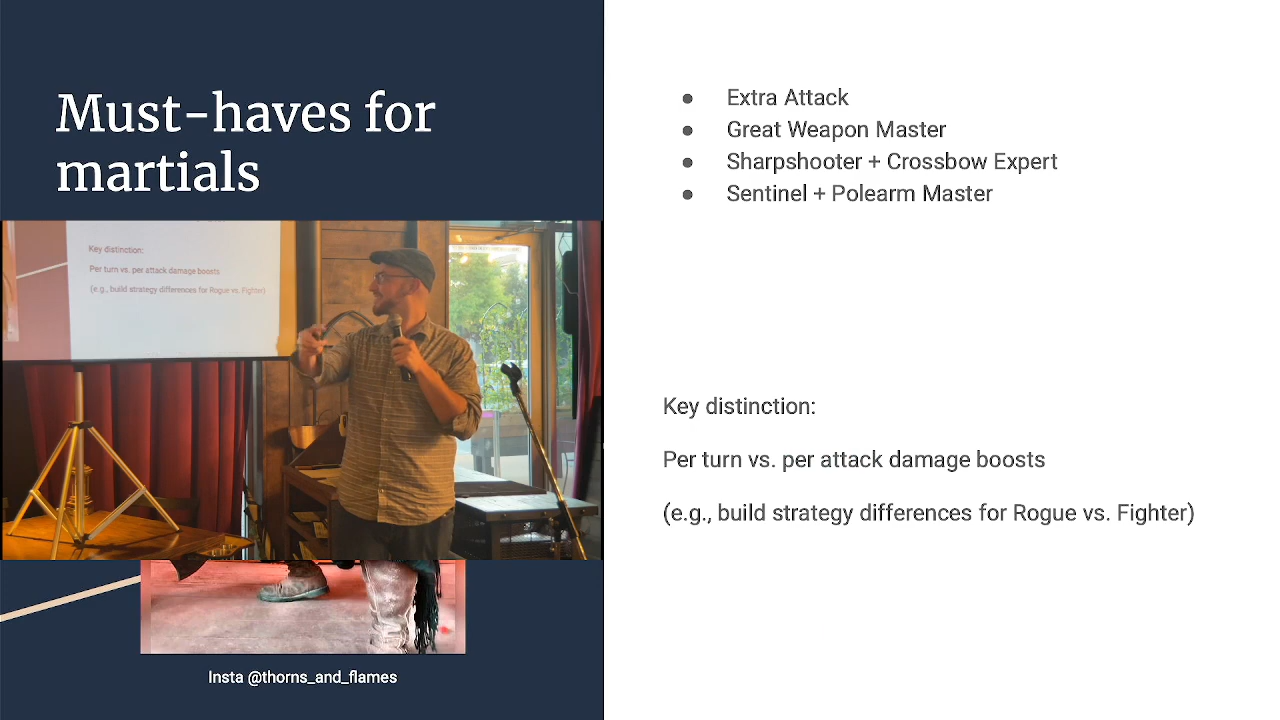 Must-haves for
martials
Key distinction:
Per turn vs. per attack damage boosts
(e.g., build strategy differences for Rogue vs. Fighter)
Insta @thorns_and_flames
● Extra Attack
● Great Weapon Master
● Sharpshooter + Crossbow Expert
● Sentinel + Polearm Master
Key distinction:
Per turn vs. per attack damage boosts
(e.g., build strategy differences for Rogue vs. Fighter)